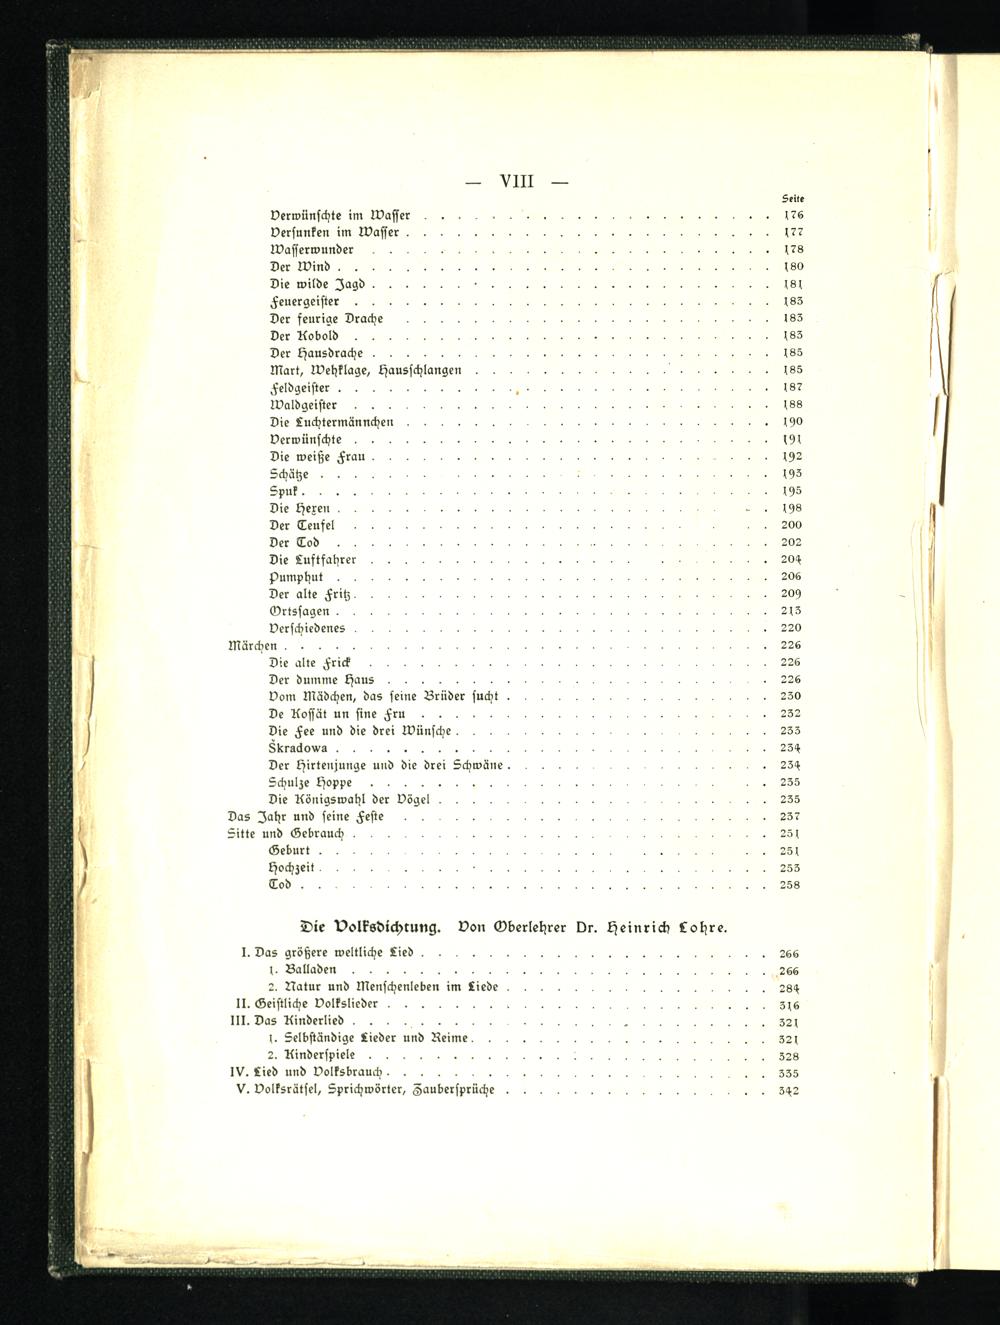 — VIII —
Seite
Verwünſchte im Waſſer . . . . . . . . . . . . . . . . . . . . . 176
Verſunken im Waſſer . . . . . . . . . . . . . . . . . . . . . . 177
Waſſerwunder . . . . . . . . . . . . . . . . . . . . . . . . 178
Der Wind . . . . . . . . . . . . . . . . . . . . . . . . . . 180
Die wilde Jagd . . . . . . . . . . . . . . . . . . . . . . . . 181
Feuergeiſter . . . . . . . . . . . . . . . . . . . . . . . . . 183
Der feurige Drache . . . . . . . . . . . . . . . . . . . . . . 183
Der Kobold . . . . . . . . . . . . . . . . . . . . . . . . . 183
Der Hausdrache . . . . . . . . . . . . . . . . . . . . . . . . 185
Mart, Wehklage, Hausſchlangen . . . . . . . . . . . . . . . . . . 185
Feldgeiſter . . . . . . . . . . . . . . . . . . . . . . . . . . 187
Waldgeiſter . . . . . . . . . . . . . . . . . . . . . . . . . 188
Die Luchtermännchen . . . . . . . . . . . . . . . . . . . . . . 190
Verwünſchte . . . . . . . . . . . . . . . . . . . . . . . . . 191
Die weiße Frau . . . . . . . . . . . . . . . . . . . . . . . . 192
Schätze . . . . . . . . . . . . . . . . . . . . . . . . . . . 193
Spuk . . . . . . . . . . . . . . . . . . . . . . . . . . . . 195
Die Hexen . . . . . . . . . . . . . . . . . . . . . . . . . . 198
Der Teufel . . . . . . . . . . . . . . . . . . . . . . . . . 200
Der Tod . . . . . . . . . . . . . . . . . . . . . . . . . . 202
Die Luftfahrer . . . . . . . . . . . . . . . . . . . . . . . . 204
Pumphut . . . . . . . . . . . . . . . . . . . . . . . . . . 206
Der alte Fritz . . . . . . . . . . . . . . . . . . . . . . . . . 209
Ortsſagen . . . . . . . . . . . . . . . . . . . . . . . . . . 213
Verſchiedenes . . . . . . . . . . . . . . . . . . . . . . . . . 220
Märchen . . . . . . . . . . . . . . . . . . . . . . . . . . . . . 226
Die alte Frick . . . . . . . . . . . . . . . . . . . . . . . . 226
Der dumme Hans . . . . . . . . . . . . . . . . . . . . . . . 226
Vom Mädchen, das ſeine Brüder ſucht . . . . . . . . . . . . . . . . 230
De Koſſät un ſine Fru . . . . . . . . . . . . . . . . . . . . . 232
Die Fee und die drei Wünſche . . . . . . . . . . . . . . . . . . . 233
Škradowa . . . . . . . . . . . . . . . . . . . . . . . . . . 234
Der Hirtenjunge und die drei Schwäne . . . . . . . . . . . . . . . . 234
Schulze Hoppe . . . . . . . . . . . . . . . . . . . . . . . . 235
Die Königswahl der Vögel . . . . . . . . . . . . . . . . . . . . 235
Das Jahr und ſeine Feſte . . . . . . . . . . . . . . . . . . . . . . . 237
Sitte und Gebrauch . . . . . . . . . . . . . . . . . . . . . . . . . 251
Geburt . . . . . . . . . . . . . . . . . . . . . . . . . . . 251
Hochzeit . . . . . . . . . . . . . . . . . . . . . . . . . . . 253
Tod . . . . . . . . . . . . . . . . . . . . . . . . . . . . 258
Die Volksdichtung. Von Oberlehrer Dr. Heinrich Lohre.
I. Das größere weltliche Lied . . . . . . . . . . . . . . . . . . . . . 266
1. Balladen . . . . . . . . . . . . . . . . . . . . . . . . . 266
2. Natur und Menſchenleben im Liede . . . . . . . . . . . . . . . . 284
II. Geiſtliche Volkslieder . . . . . . . . . . . . . . . . . . . . . . . 316
III. Das Kinderlied . . . . . . . . . . . . . . . . . . . . . . . . . 321
1. Selbſtändige Lieder und Reime . . . . . . . . . . . . . . . . . . 321
2. Kinderſpiele . . . . . . . . . . . . . . . . . . . . . . . . 328
IV. Lied und Volksbrauch . . . . . . . . . . . . . . . . . . . . . . . 335
V. Volksrätſel, Sprichwörter, Zauberſprüche . . . . . . . . . . . . . . . . 342